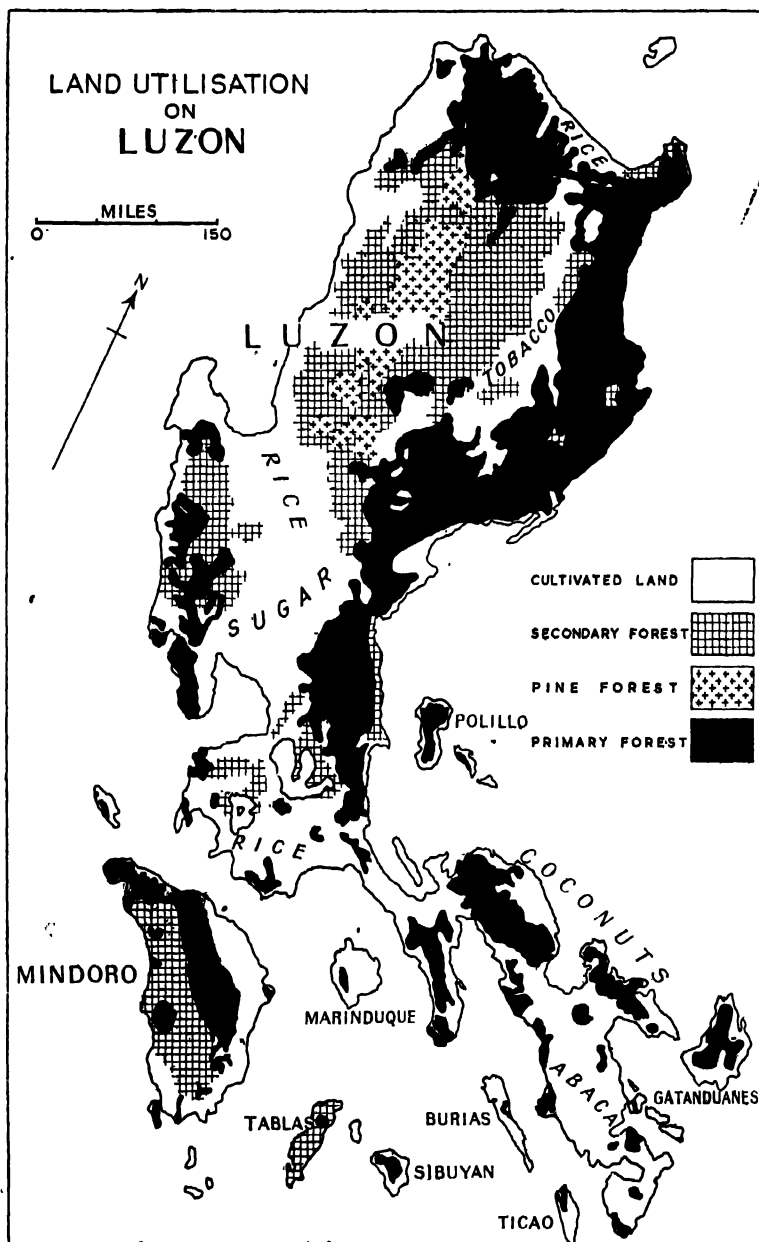 LAND UTILISATION
ON
LUZON
MILES
0 150
N
RICE
LUZON
TOBACCO
RICE
SUGAR
CULTIVATED LAND
SECONDARY FOREST
PINE FOREST
PRIMARY FOREST
POLILLO
RICE
COCONUTS
MINDORO
MARINDUQUE
ABACA
GATANDUANES
TABLAS
BURIAS
SIBUYAN
TICAO